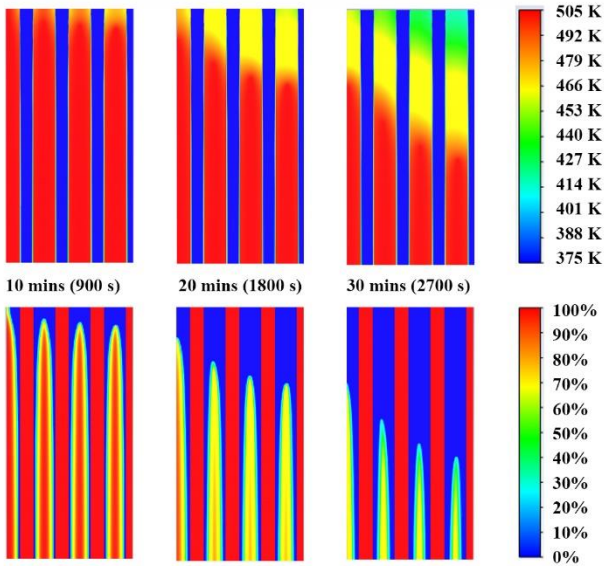 505 K
492 K
479 K
466 K
453 K
440 K
427 K
414 K
401 K
388 K
375 K
10 mins (900 s)
20 mins (1800 s)
30 mins (2700 s)
100%
90%
80%
70%
60%
50%
40%
30%
20%
10%
0%